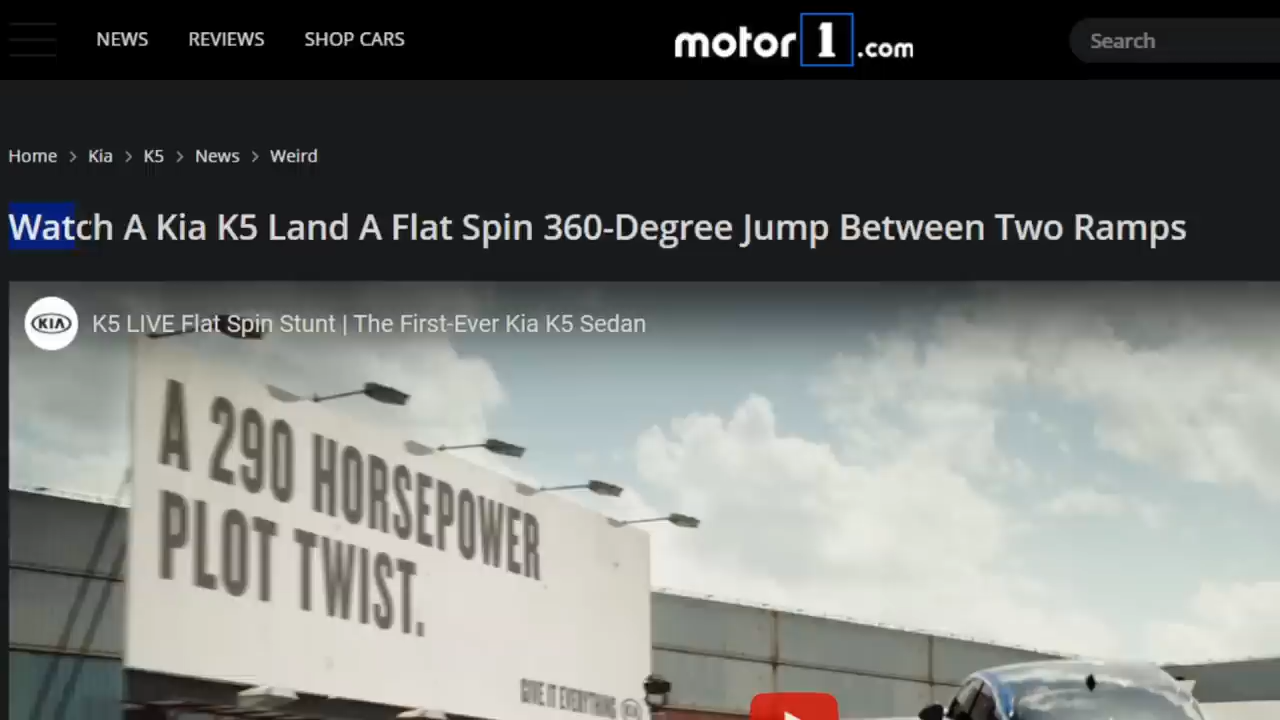 NEWS REVIEWS SHOP CARS motor1.com Search
Home > Kia > K5 > News > Weird
Watch A Kia K5 Land A Flat Spin 360-Degree Jump Between Two Ramps
KIA K5 LIVE Flat Spin Stunt | The First-Ever Kia K5 Sedan
A 290 HORSEPOWER
PLOT TWIST.
GIVE IT EVERYTHING KIA